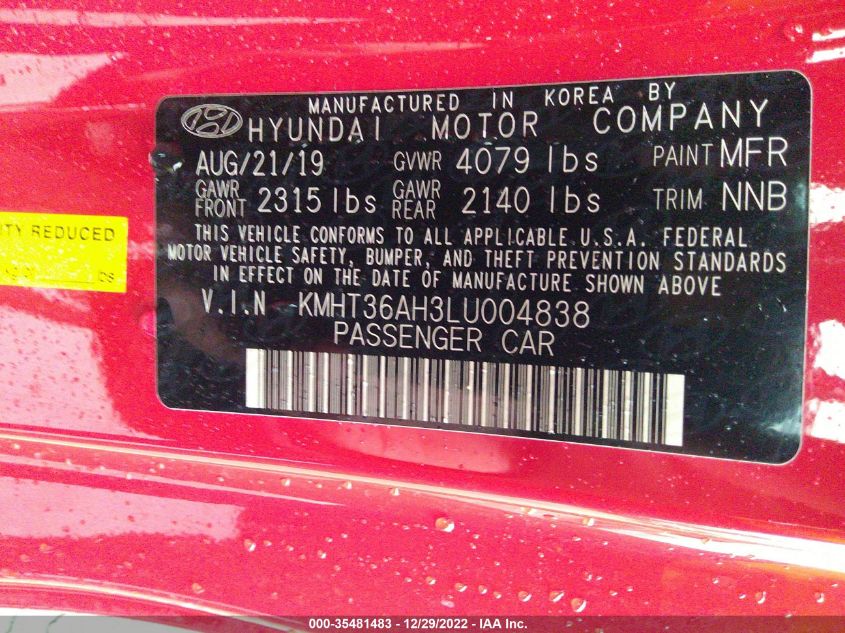 MANUFACTURED IN KOREA BY
HYUNDAI MOTOR COMPANY
AUG/21/19 GVWR 4079 lbs PAINT MFR
GAWR FRONT 2315 lbs GAWR REAR 2140 lbs TRIM NNB
THIS VEHICLE CONFORMS TO ALL APPLICABLE U.S.A. FEDERAL
MOTOR VEHICLE SAFETY, BUMPER, AND THEFT PREVENTION STANDARDS
IN EFFECT ON THE DATE OF MANUFACTURE SHOWN ABOVE
V.I.N KMHT36AH3LU004838
PASSENGER CAR
REDUCED
000-35481483 - 12/29/2022 - IAA Inc.